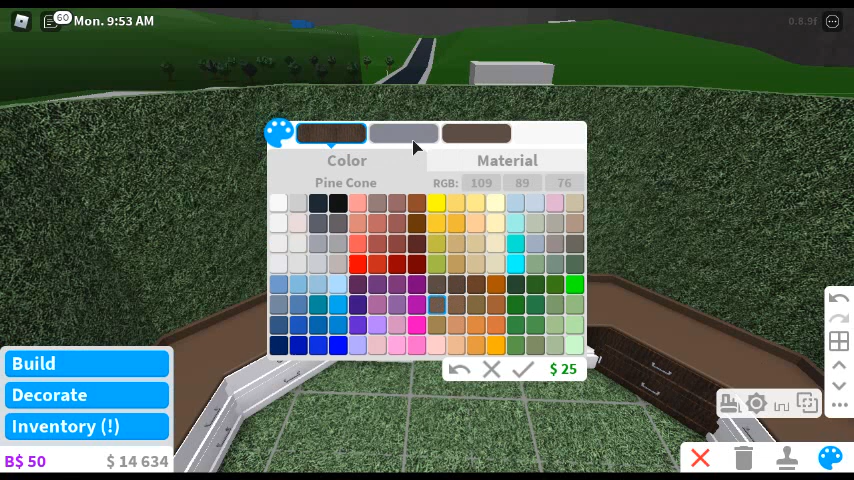 60 Mon. 9:53 AM
0.8.9f
Color
Material
Pine Cone
RGB: 109 89 76
$ 25
Build
Decorate
Inventory (!)
B$ 50
$ 14 634